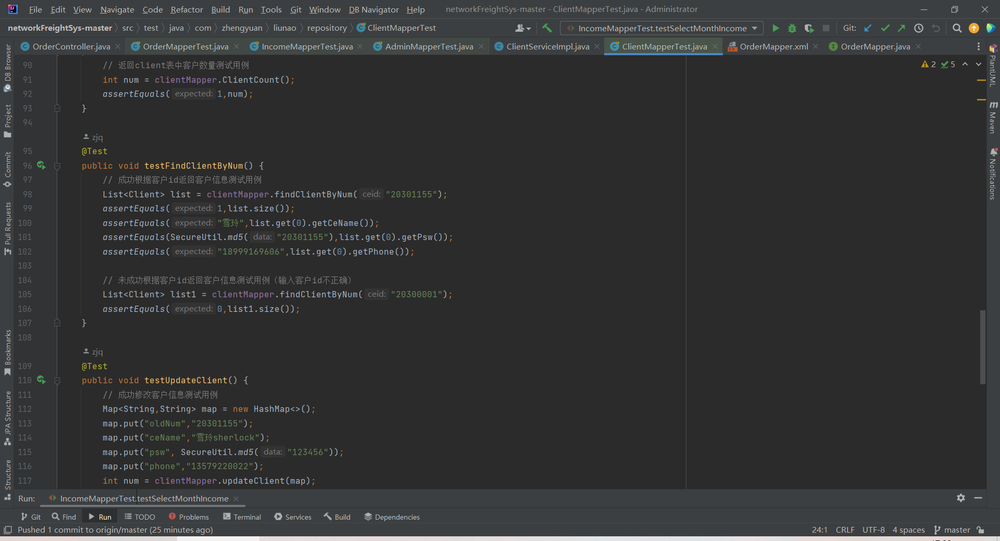 File Edit View Navigate Code Refactor Build Run Tools Git Window DB Navigator Help networkFreightSys-master - ClientMapperTest.java - Administrator
networkFreightSys-master src test java com zhengyuan liunao repository ClientMapperTest IncomeMapperTest.testSelectMonthIncome Git:
OrderController.java OrderMapperTest.java IncomeMapperTest.java AdminMapperTest.java ClientServiceImpl.java ClientMapperTest.java OrderMapper.xml OrderMapper.java
2 5
90 // 返回client表中客户数量测试用例
91 int num = clientMapper.ClientCount();
92 assertEquals( expected: 1,num);
93 }
94
zjq
95 @Test
96 public void testFindClientByNum() {
97 // 成功根据客户id返回客户信息测试用例
98 List<Client> list = clientMapper.findClientByNum( ceid: "20301155");
99 assertEquals( expected: 1,list.size());
100 assertEquals( expected: "雪玲",list.get(0).getCeName());
101 assertEquals(SecureUtil.md5( data: "20301155"),list.get(0).getPsw());
102 assertEquals( expected: "18999169606",list.get(0).getPhone());
103
104 // 未成功根据客户id返回客户信息测试用例（输入客户id不正确）
105 List<Client> list1 = clientMapper.findClientByNum( ceid: "20300001");
106 assertEquals( expected: 0,list1.size());
107 }
108
zjq
109 @Test
110 public void testUpdateClient() {
111 // 成功修改客户信息测试用例
112 Map<String,String> map = new HashMap<>();
113 map.put("oldNum","20301155");
114 map.put("ceName","雪玲sherlock");
115 map.put("psw", SecureUtil.md5( data: "123456"));
116 map.put("phone","13579220022");
117 int num = clientMapper.updateClient(map);
DB Browser
Project
Commit
Pull Requests
Bookmarks
JPA Structure
Structure
PlantUML
Maven
Notifications
Run: IncomeMapperTest.testSelectMonthIncome
Git Find Run TODO Problems Terminal Services Build Dependencies
Pushed 1 commit to origin/master (25 minutes ago) 24:1 CRLF UTF-8 4 spaces master